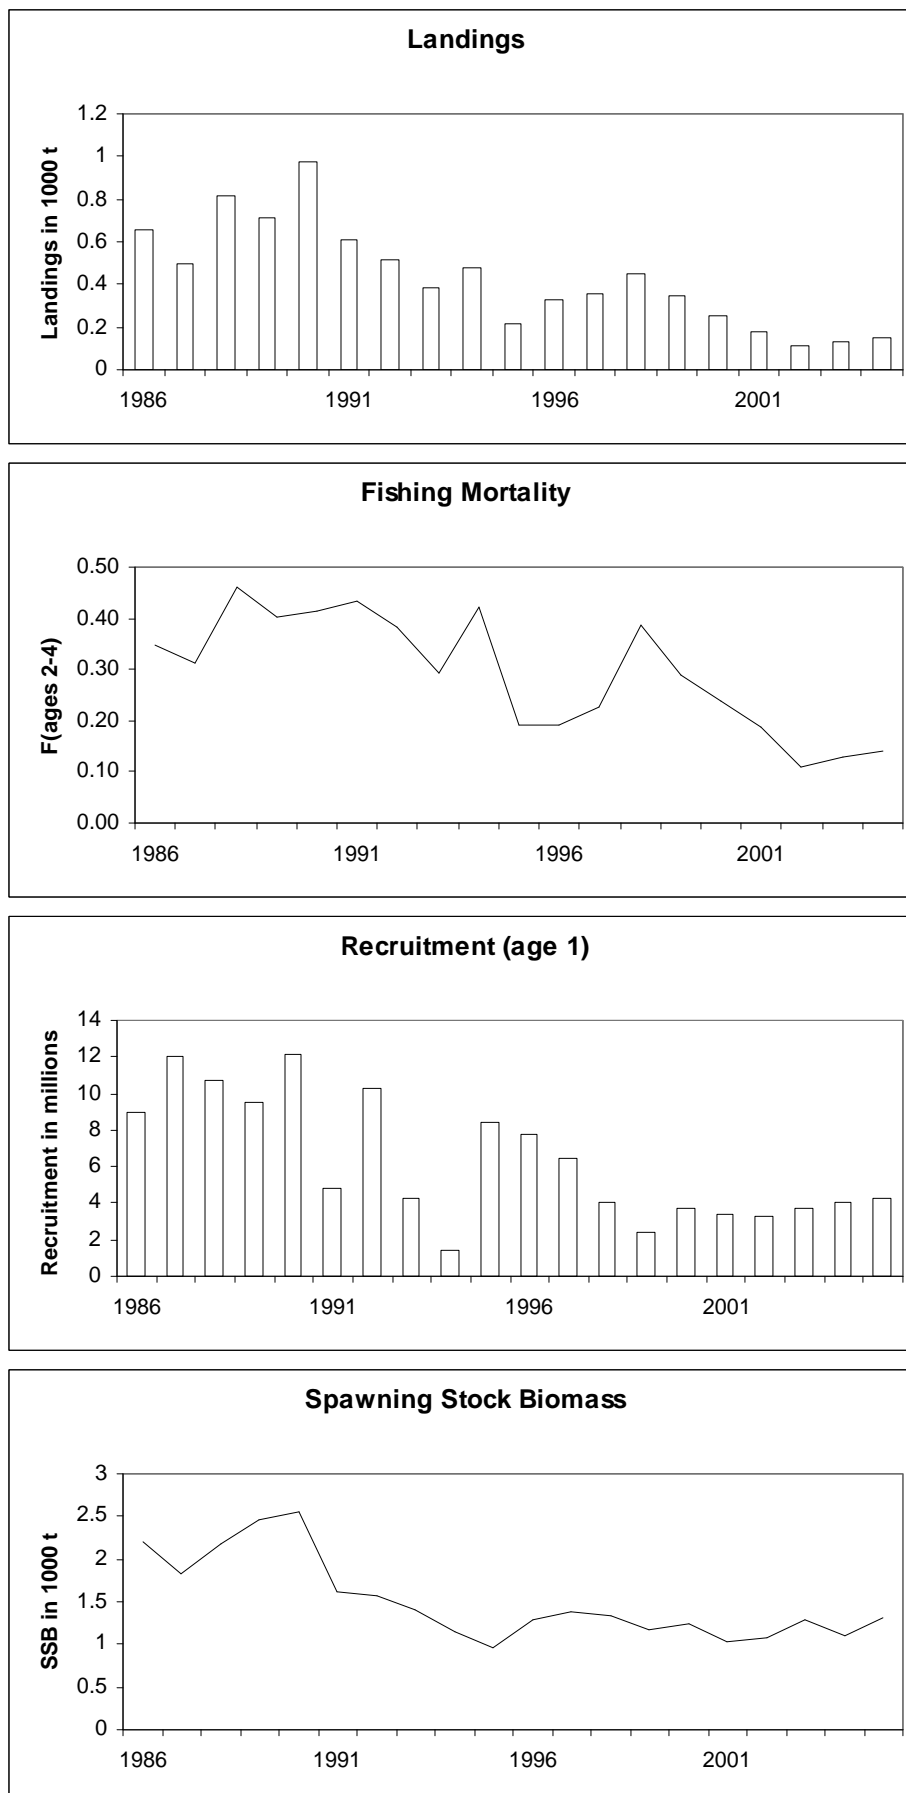 Landings
Landings in 1000 t
1.2
1
0.8
0.6
0.4
0.2
0
1986 1991 1996 2001
Fishing Mortality
F(ages 2-4)
0.50
0.40
0.30
0.20
0.10
0.00
1986 1991 1996 2001
Recruitment (age 1)
Recruitment in millions
14
12
10
8
6
4
2
0
1986 1991 1996 2001
Spawning Stock Biomass
SSB in 1000 t
3
2.5
2
1.5
1
0.5
0
1986 1991 1996 2001